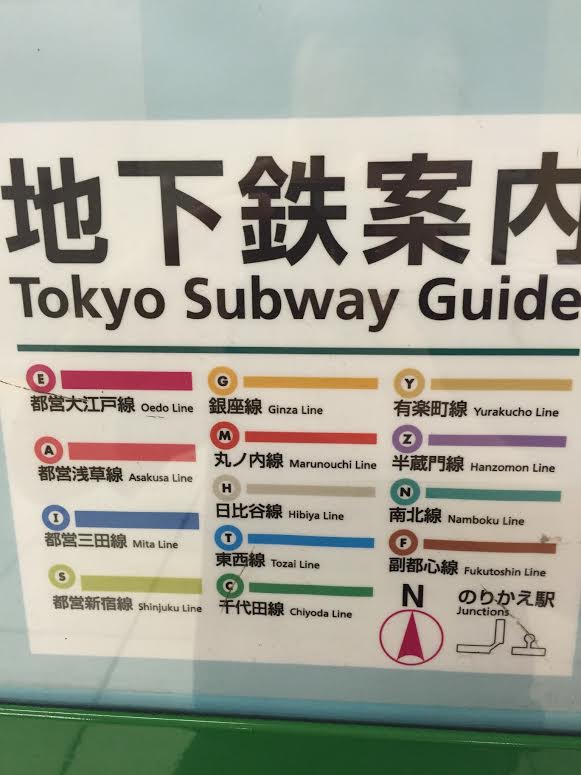 地下鉄案内
Tokyo Subway Guide
E
都営大江戸線 Oedo Line
A
都営浅草線 Asakusa Line
I
都営三田線 Mita Line
S
都営新宿線 Shinjuku Line
G
銀座線 Ginza Line
M
丸ノ内線 Marunouchi Line
H
日比谷線 Hibiya Line
T
東西線 Tozai Line
C
千代田線 Chiyoda Line
Y
有楽町線 Yurakucho Line
Z
半蔵門線 Hanzomon Line
N
南北線 Namboku Line
F
副都心線 Fukutoshin Line
N
のりかえ駅
Junctions